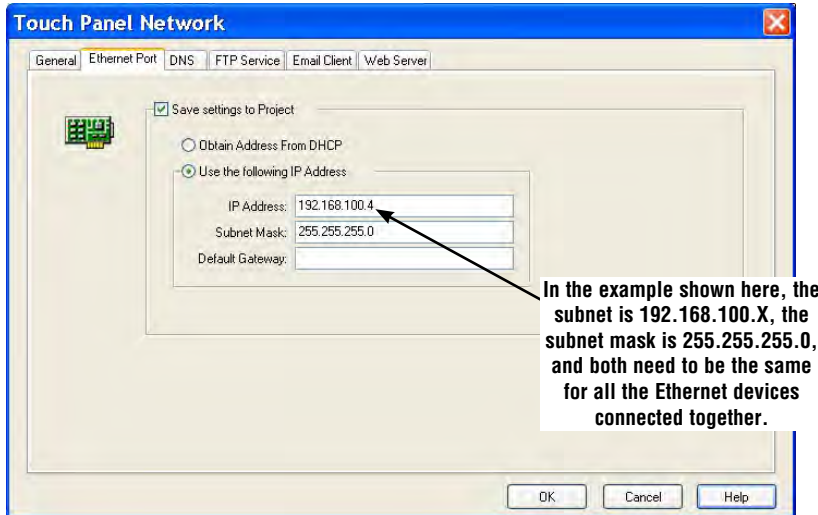 Touch Panel Network
General Ethernet Port DNS FTP Service Email Client Web Server
Save settings to Project
Obtain Address From DHCP
Use the following IP Address
IP Address: 192.168.100.4
Subnet Mask: 255.255.255.0
Default Gateway:
In the example shown here, the
subnet is 192.168.100.X, the
subnet mask is 255.255.255.0,
and both need to be the same
for all the Ethernet devices
connected together.
OK Cancel Help